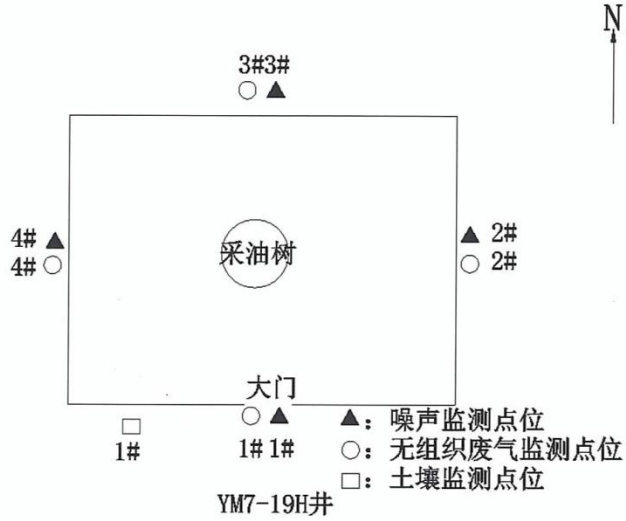 N
3#3#
4#
4#
采油树
2#
2#
大门
1#
1#1#
▲：噪声监测点位
○：无组织废气监测点位
□：土壤监测点位
YM7-19H井